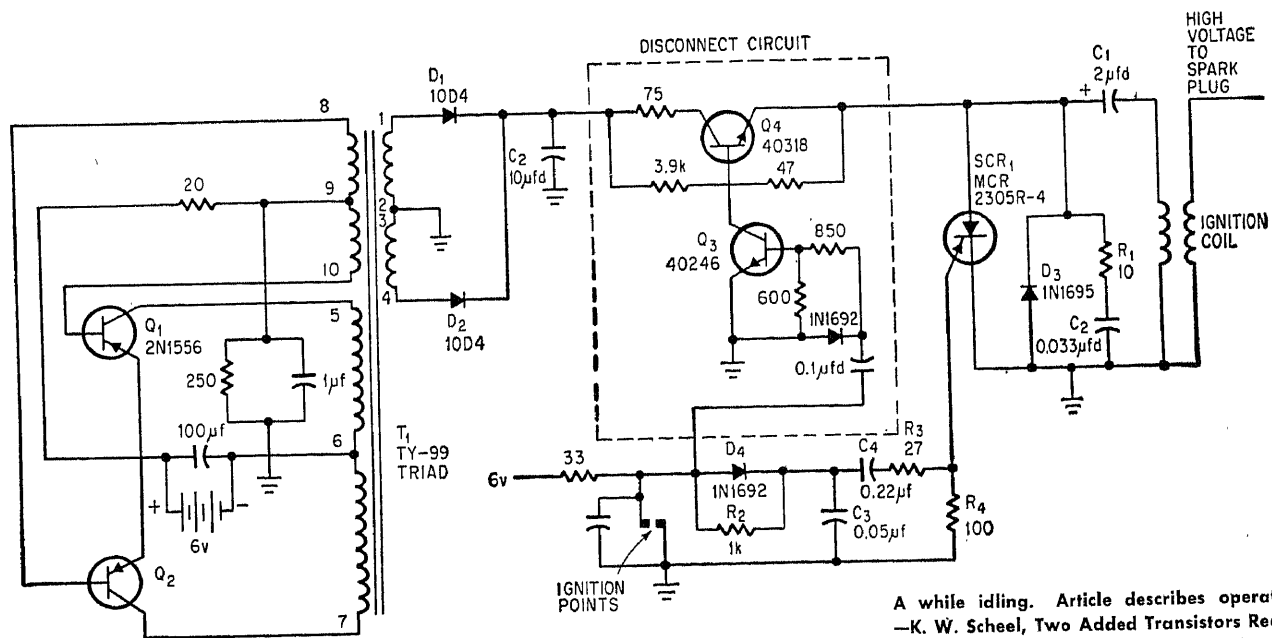 DISCONNECT CIRCUIT
HIGH
VOLTAGE
TO
SPARK
PLUG
C1
2µfd
+
D1
10D4
8
1
75
Q4
40318
C2
10µfd
3.9k
47
SCR1
MCR
2305R-4
IGNITION
COIL
20
9
2
3
Q3
40246
850
R1
10
D3
1N1695
C2
0.033µfd
10
4
600
1N1692
Q1
2N1556
5
D2
10D4
250
1µf
0.1µfd
100µf
6
T1
TY-99
TRIAD
+
-
6v
6v
33
D4
1N1692
C4
0.22µf
R3
27
R2
1k
C3
0.05µf
R4
100
Q2
7
IGNITION
POINTS
A while idling. Article describes operat
—K. W. Scheel, Two Added Transistors Re